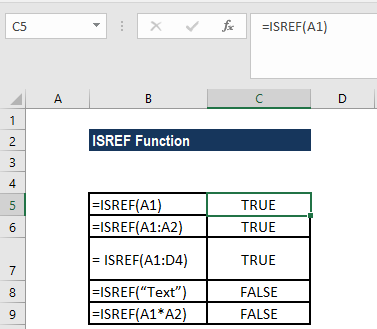 C5
fx
=ISREF(A1)
A B C D
1
2 ISREF Function
3
4
5 =ISREF(A1) TRUE
6 =ISREF(A1:A2) TRUE
7 = ISREF(A1:D4) TRUE
8 =ISREF(“Text”) FALSE
9 =ISREF(A1*A2) FALSE